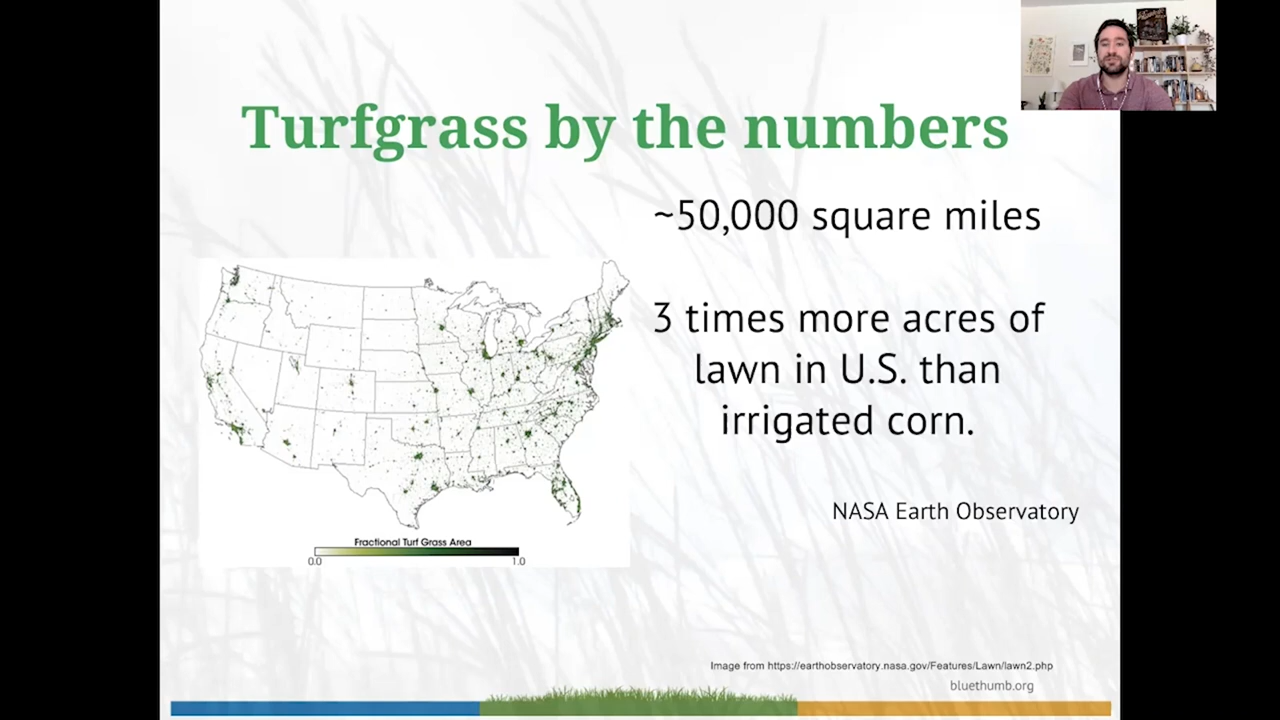 Turfgrass by the numbers
~50,000 square miles
3 times more acres of
lawn in U.S. than
irrigated corn.
NASA Earth Observatory
Fractional Turf Grass Area
0.0
1.0
Image from https://earthobservatory.nasa.gov/Features/Lawn/lawn2.php
bluethumb.org